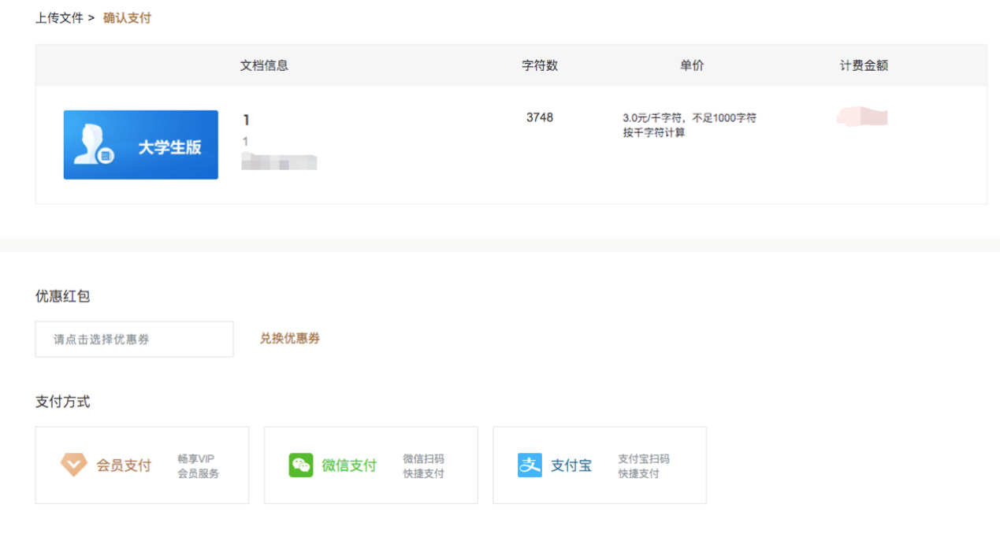 上传文件 > 确认支付
文档信息 字符数 单价 计费金额
大学生版
1
1
3748
3.0元/千字符，不足1000字符
按千字符计算
优惠红包
请点击选择优惠券 兑换优惠券
支付方式
会员支付
畅享VIP
会员服务
微信支付
微信扫码
快捷支付
支付宝
支付宝扫码
快捷支付